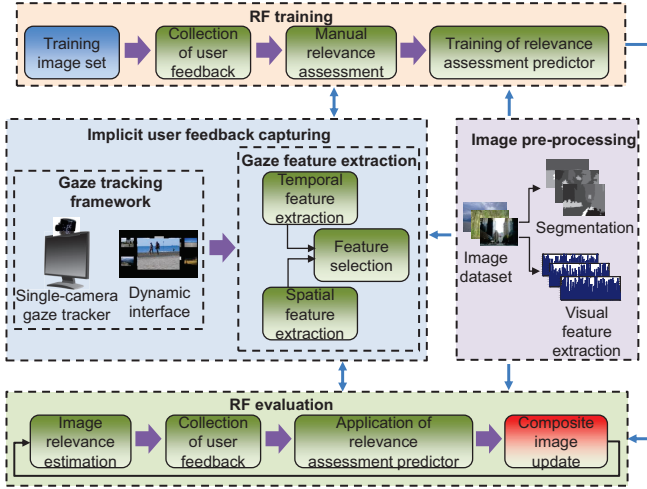 RF training
Training
image set
Collection
of user
feedback
Manual
relevance
assessment
Training of relevance
assessment predictor
Implicit user feedback capturing
Gaze tracking
framework
Single-camera
gaze tracker
Dynamic
interface
Gaze feature extraction
Temporal
feature
extraction
Feature
selection
Spatial
feature
extraction
Image pre-processing
Image
dataset
Segmentation
Visual
feature
extraction
RF evaluation
Image
relevance
estimation
Collection
of user
feedback
Application of
relevance
assessment predictor
Composite
image
update